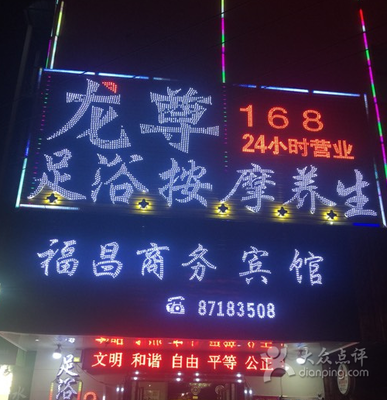 龙尊 168
24小时营业
足浴按摩养生
福昌商务宾馆
☎ 87183508
文明 和谐 自由 平等 公正
足浴
大众点评
dianping.com